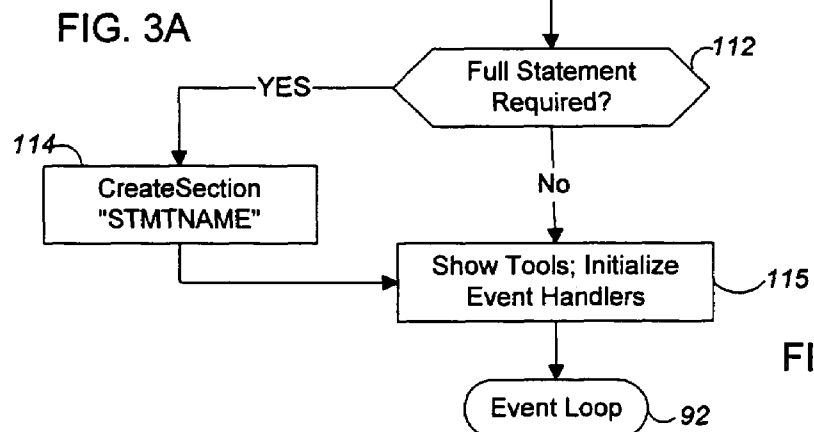 FIG. 3A
112
Full Statement
Required?
YES
114
CreateSection
"STMTNAME"
No
Show Tools; Initialize
Event Handlers
115
Event Loop
92